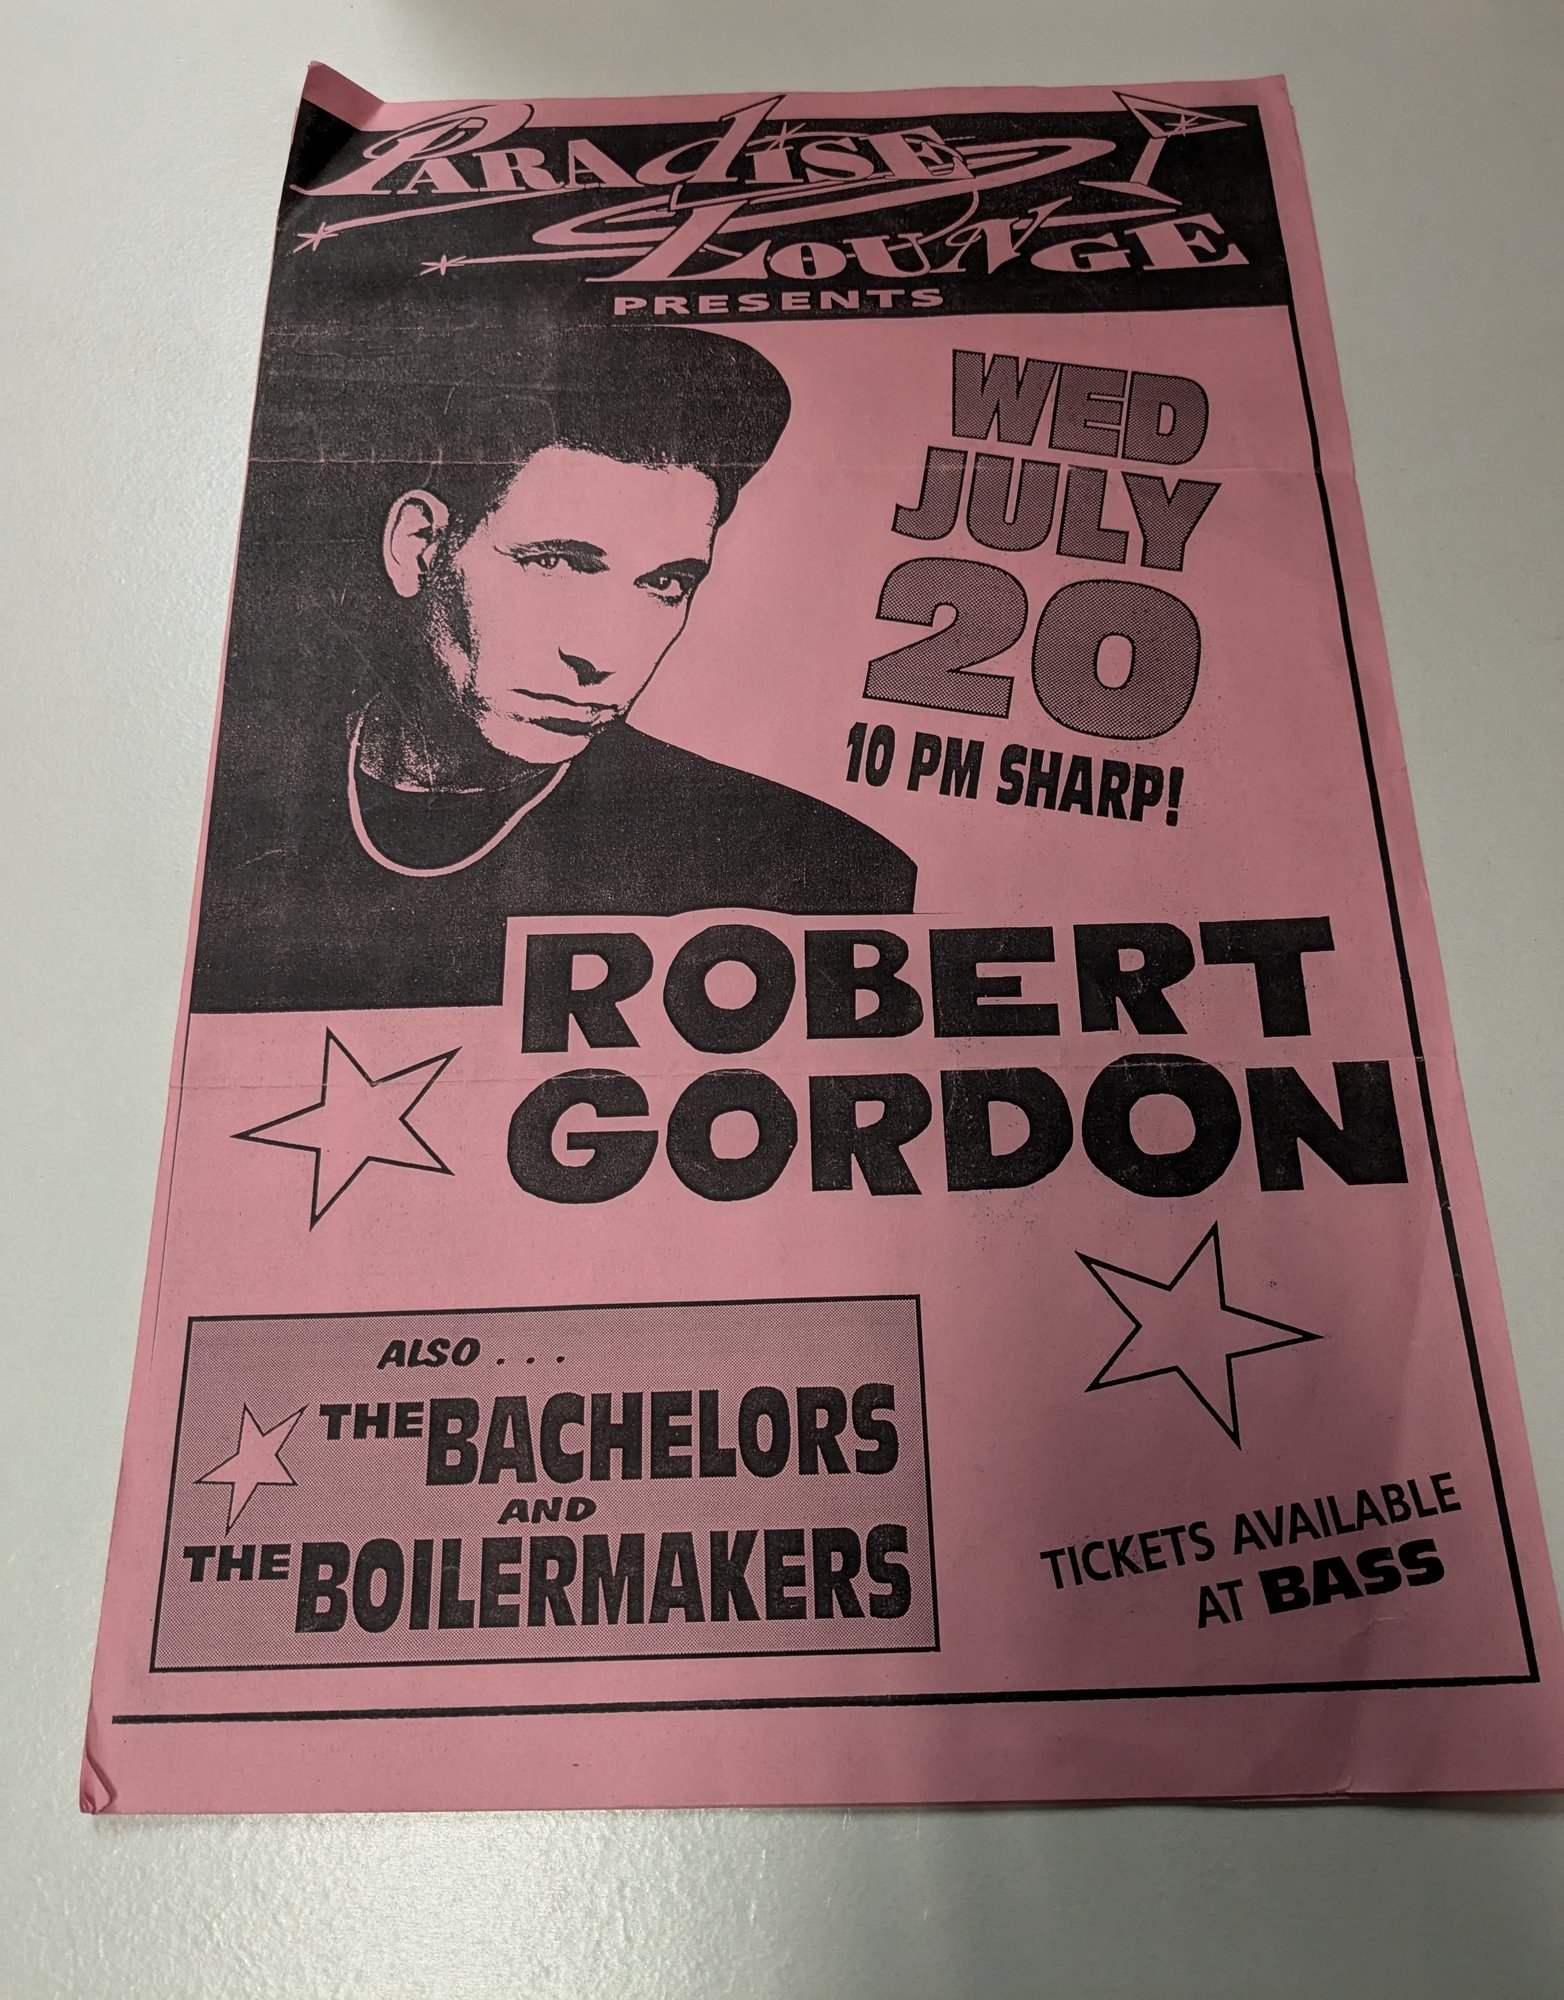 PARADISE
LOUNGE
PRESENTS
WED
JULY
20
10 PM SHARP!
ROBERT
GORDON
ALSO . . .
THE BACHELORS
AND
THE BOILERMAKERS
TICKETS AVAILABLE
AT BASS